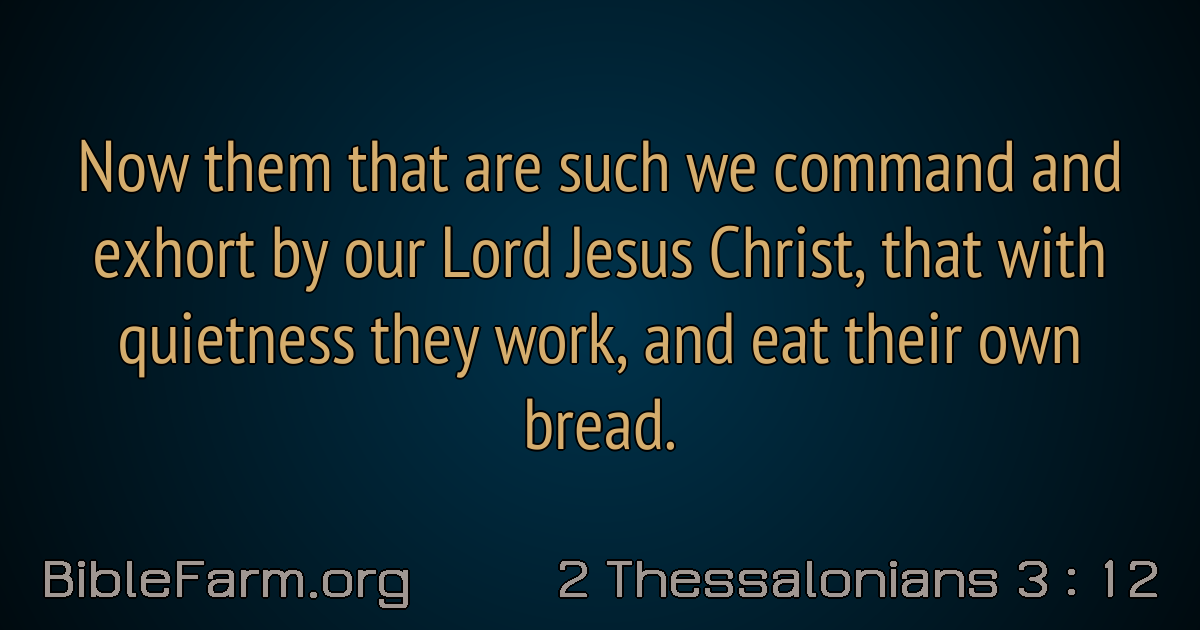 Now them that are such we command and
exhort by our Lord Jesus Christ, that with
quietness they work, and eat their own
bread.
BibleFarm.org
2 Thessalonians 3 : 12